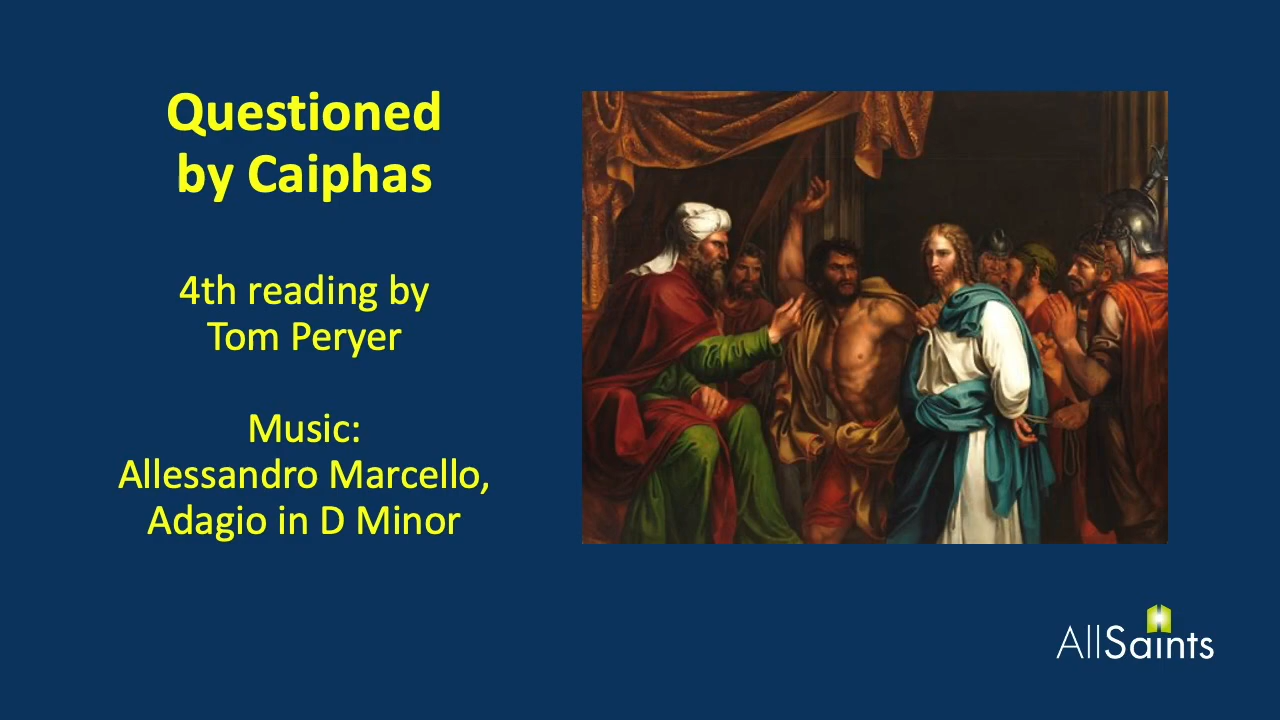 Questioned
by Caiphas
4th reading by
Tom Peryer
Music:
Allessandro Marcello,
Adagio in D Minor
AllSaints